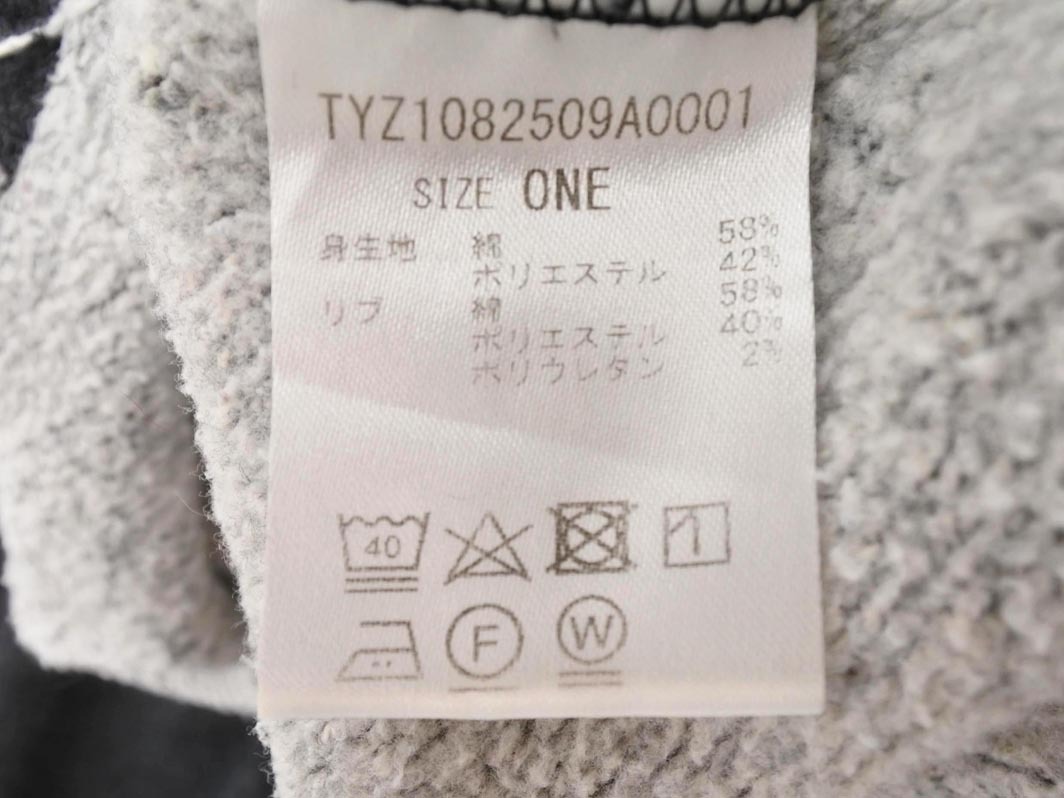 TYZ1082509A0001
SIZE ONE
身生地 綿 58%
ポリエステル 42%
リブ 綿 58%
ポリエステル 40%
ポリウレタン 2%
40
F W